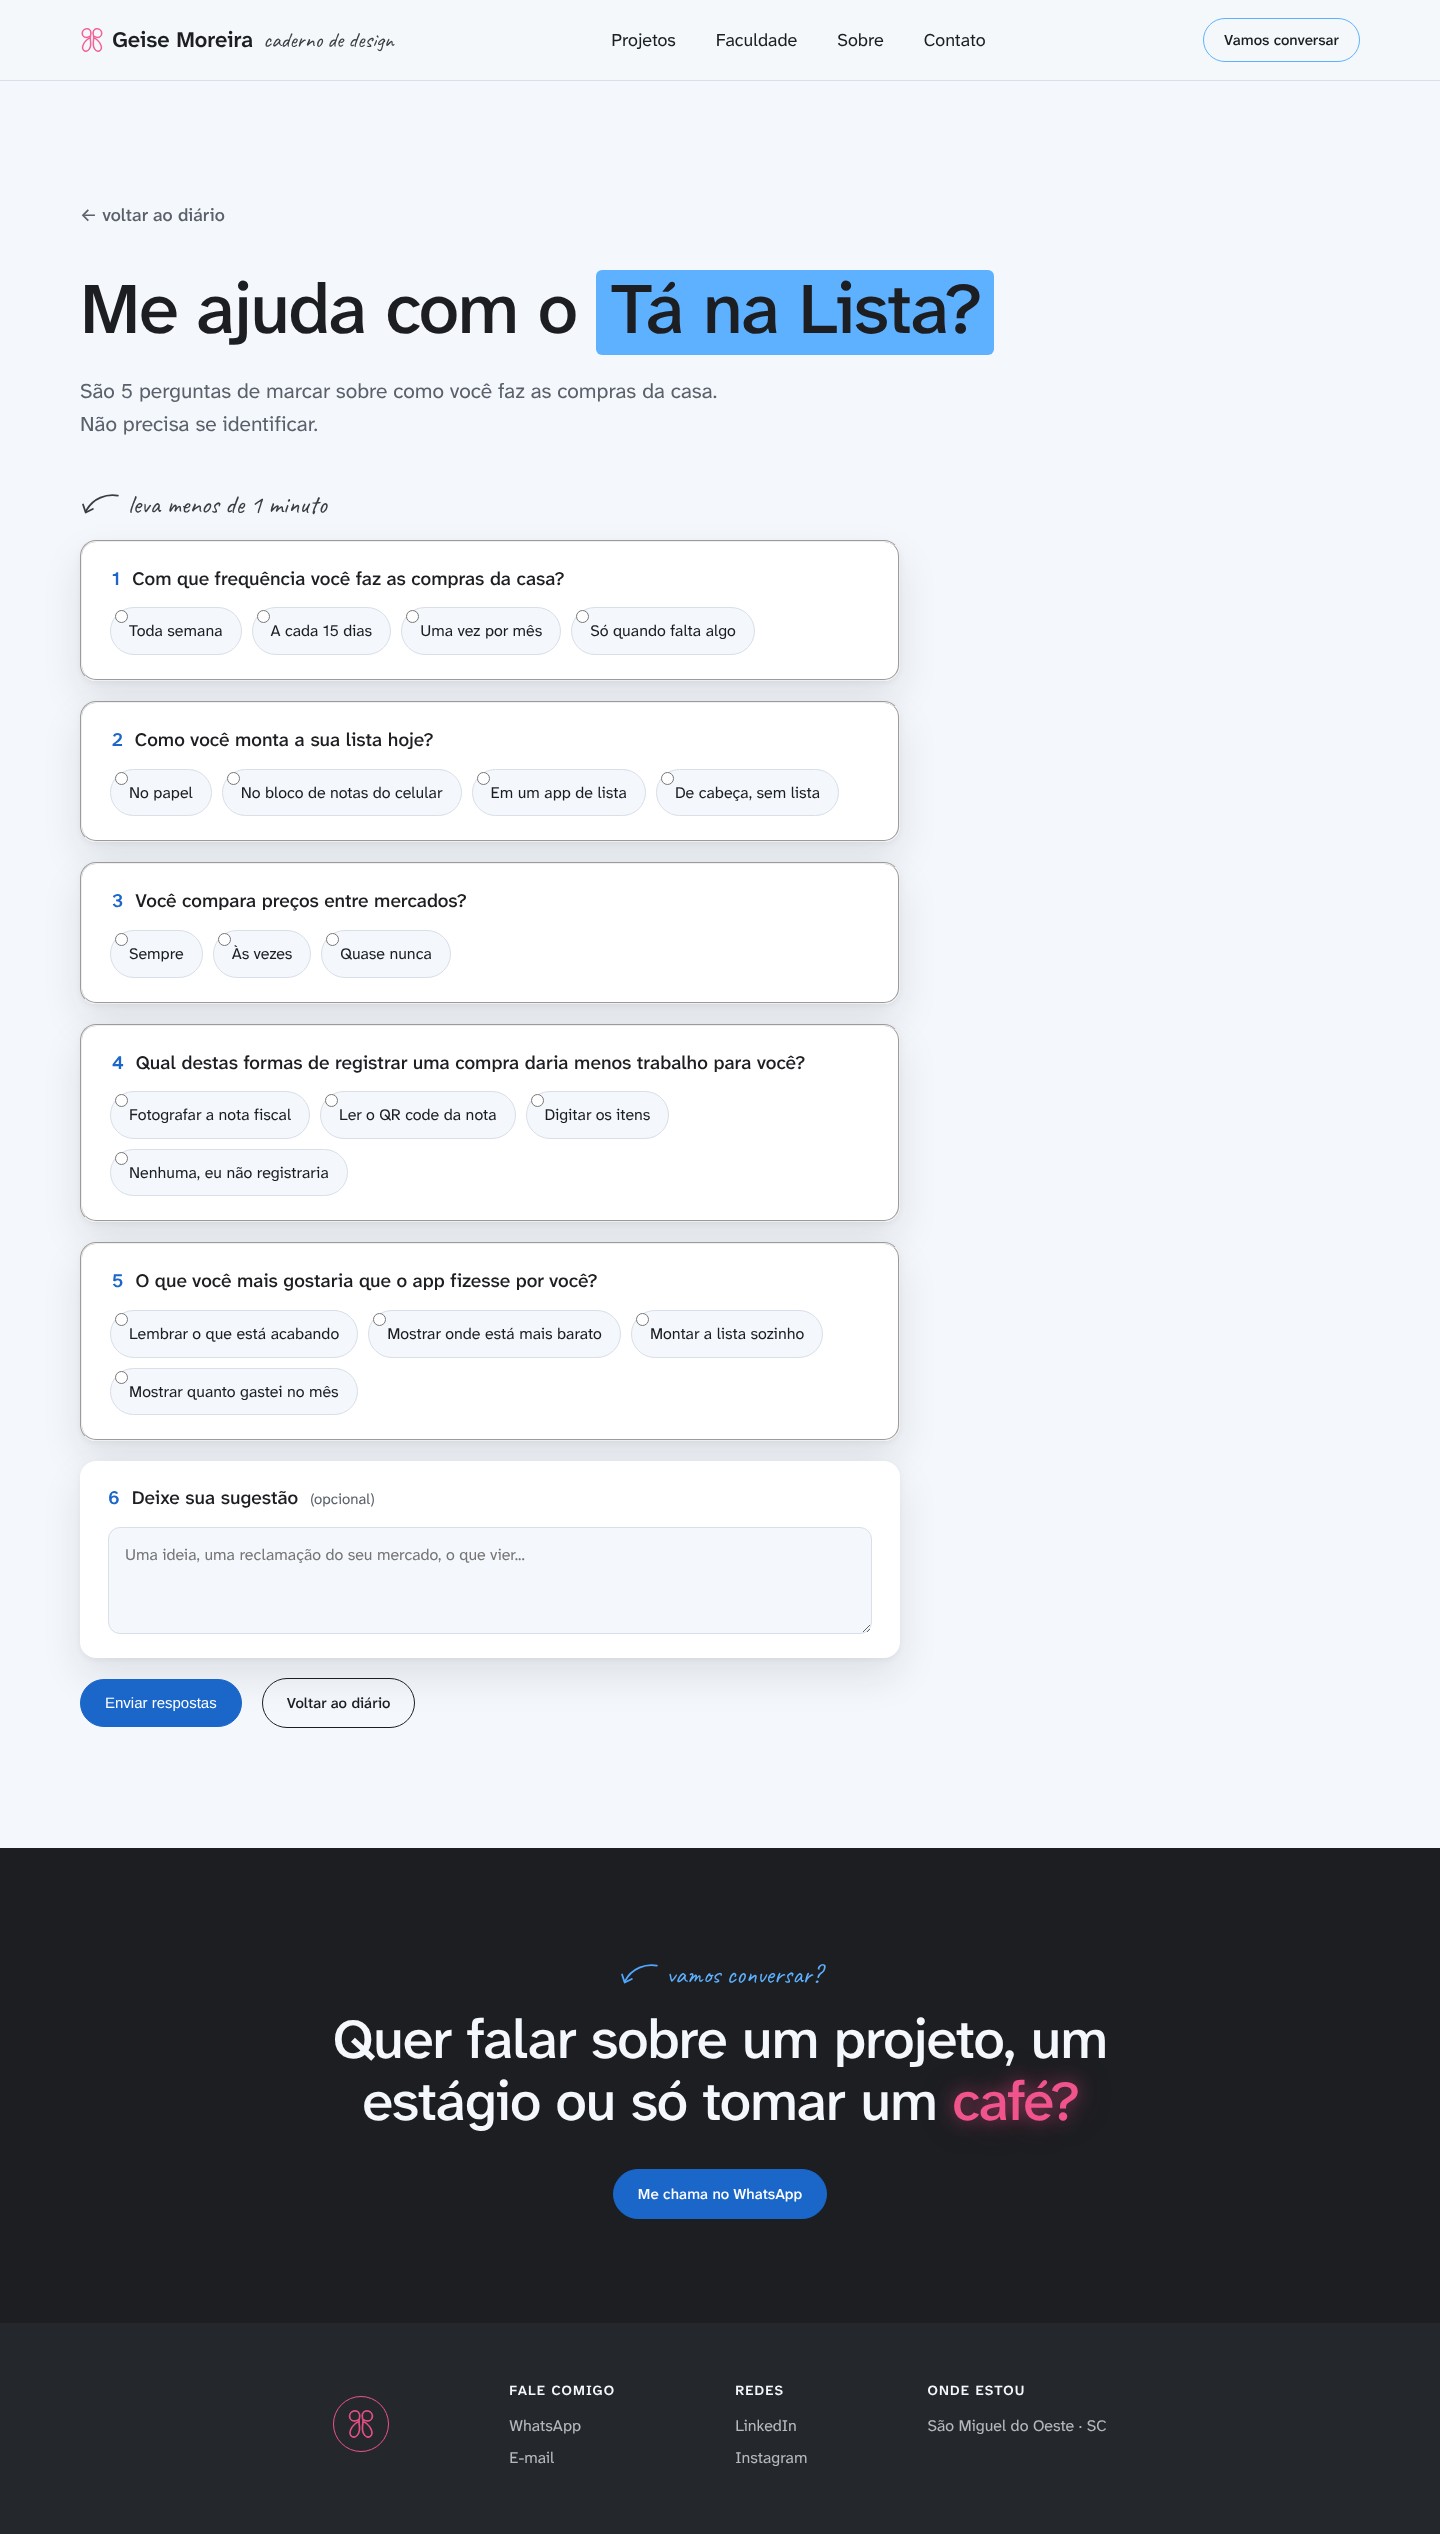 Geise Moreira caderno de design
Projetos Faculdade Sobre Contato
Vamos conversar
← voltar ao diário
Me ajuda com o Tá na Lista?
São 5 perguntas de marcar sobre como você faz as compras da casa.
Não precisa se identificar.
leva menos de 1 minuto
1 Com que frequência você faz as compras da casa?
Toda semana A cada 15 dias Uma vez por mês Só quando falta algo
2 Como você monta a sua lista hoje?
No papel No bloco de notas do celular Em um app de lista De cabeça, sem lista
3 Você compara preços entre mercados?
Sempre Às vezes Quase nunca
4 Qual destas formas de registrar uma compra daria menos trabalho para você?
Fotografar a nota fiscal Ler o QR code da nota Digitar os itens
Nenhuma, eu não registraria
5 O que você mais gostaria que o app fizesse por você?
Lembrar o que está acabando Mostrar onde está mais barato Montar a lista sozinho
Mostrar quanto gastei no mês
6 Deixe sua sugestão (opcional)
Uma ideia, uma reclamação do seu mercado, o que vier...
Enviar respostas Voltar ao diário
vamos conversar?
Quer falar sobre um projeto, um
estágio ou só tomar um café?
Me chama no WhatsApp
FALE COMIGO
WhatsApp
E-mail
REDES
LinkedIn
Instagram
ONDE ESTOU
São Miguel do Oeste · SC